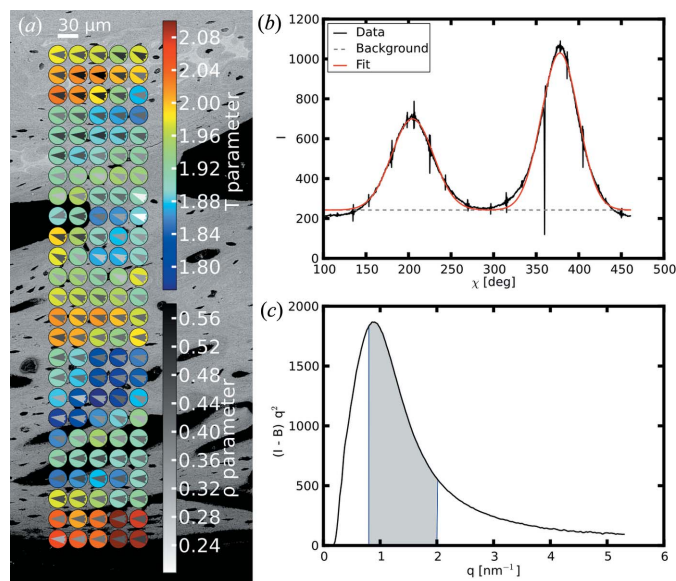 (a)
30 µm
2.08
2.04
2.00
1.96
1.92
1.88
1.84
1.80
T parameter
0.56
0.52
0.48
0.44
0.40
0.36
0.32
0.28
0.24
ρ parameter
(b)
I
1200
1000
800
600
400
200
0
I
Data
Background
Fit
100 150 200 250 300 350 400 450 500
χ [deg]
(c)
2000
1500
1000
500
0
(I - B) q²
0 1 2 3 4 5 6
q [nm⁻¹]